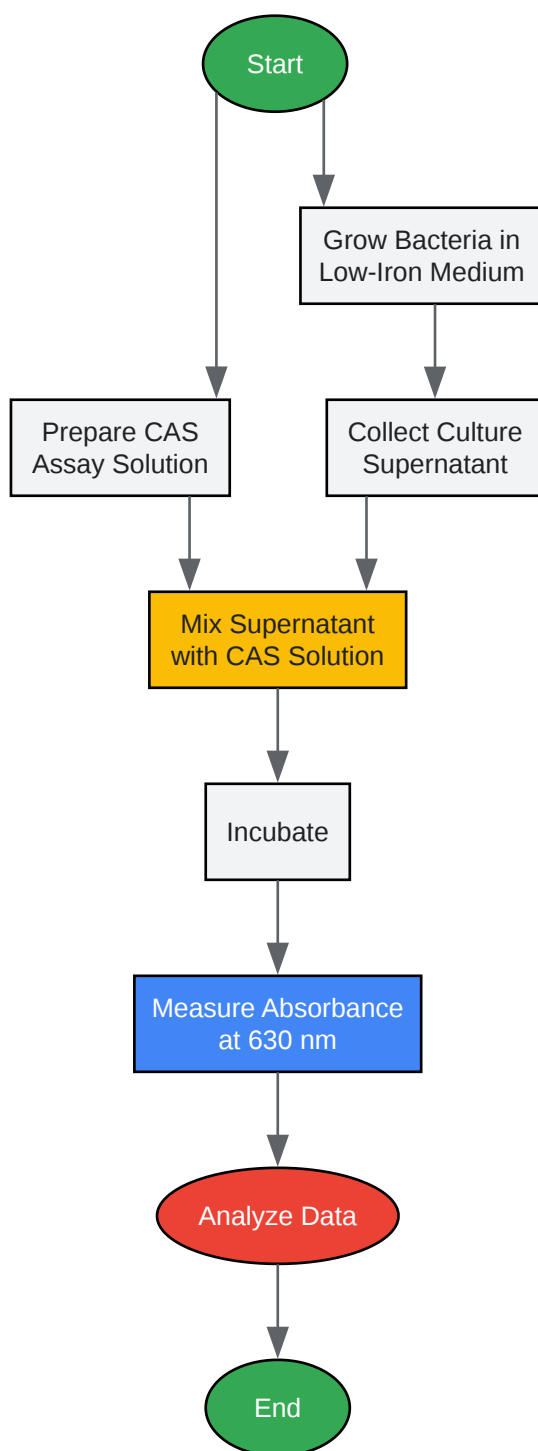 Start
Grow Bacteria in
Low-Iron Medium
Prepare CAS
Assay Solution
Collect Culture
Supernatant
Mix Supernatant
with CAS Solution
Incubate
Measure Absorbance
at 630 nm
Analyze Data
End